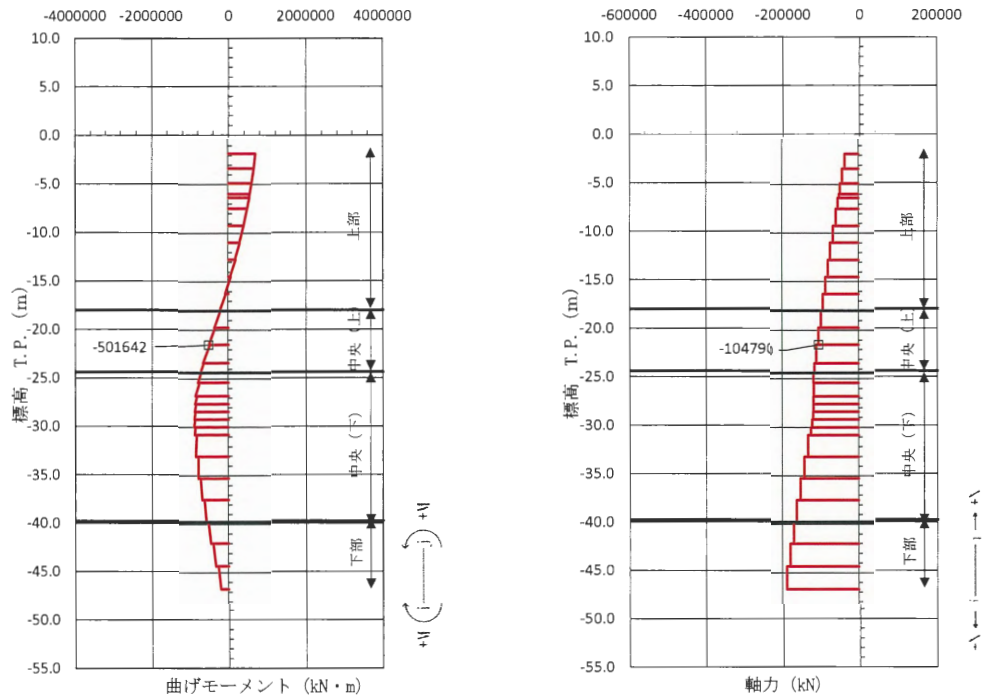 -4000000 -2000000 0 2000000 4000000
10.0
5.0
0.0
-5.0
-10.0
-15.0
-20.0
-25.0
-30.0
-35.0
-40.0
-45.0
-50.0
-55.0
標高 T.P. (m)
上部
中央 (上)
中央 (下)
下部
-501642
曲げモーメント (kN・m)
+M
i
j
+M
-600000 -400000 -200000 0 200000
10.0
5.0
0.0
-5.0
-10.0
-15.0
-20.0
-25.0
-30.0
-35.0
-40.0
-45.0
-50.0
-55.0
標高 T.P. (m)
上部
中央 (上)
中央 (下)
下部
-104790
軸力 (kN)
+N
i
j
+N